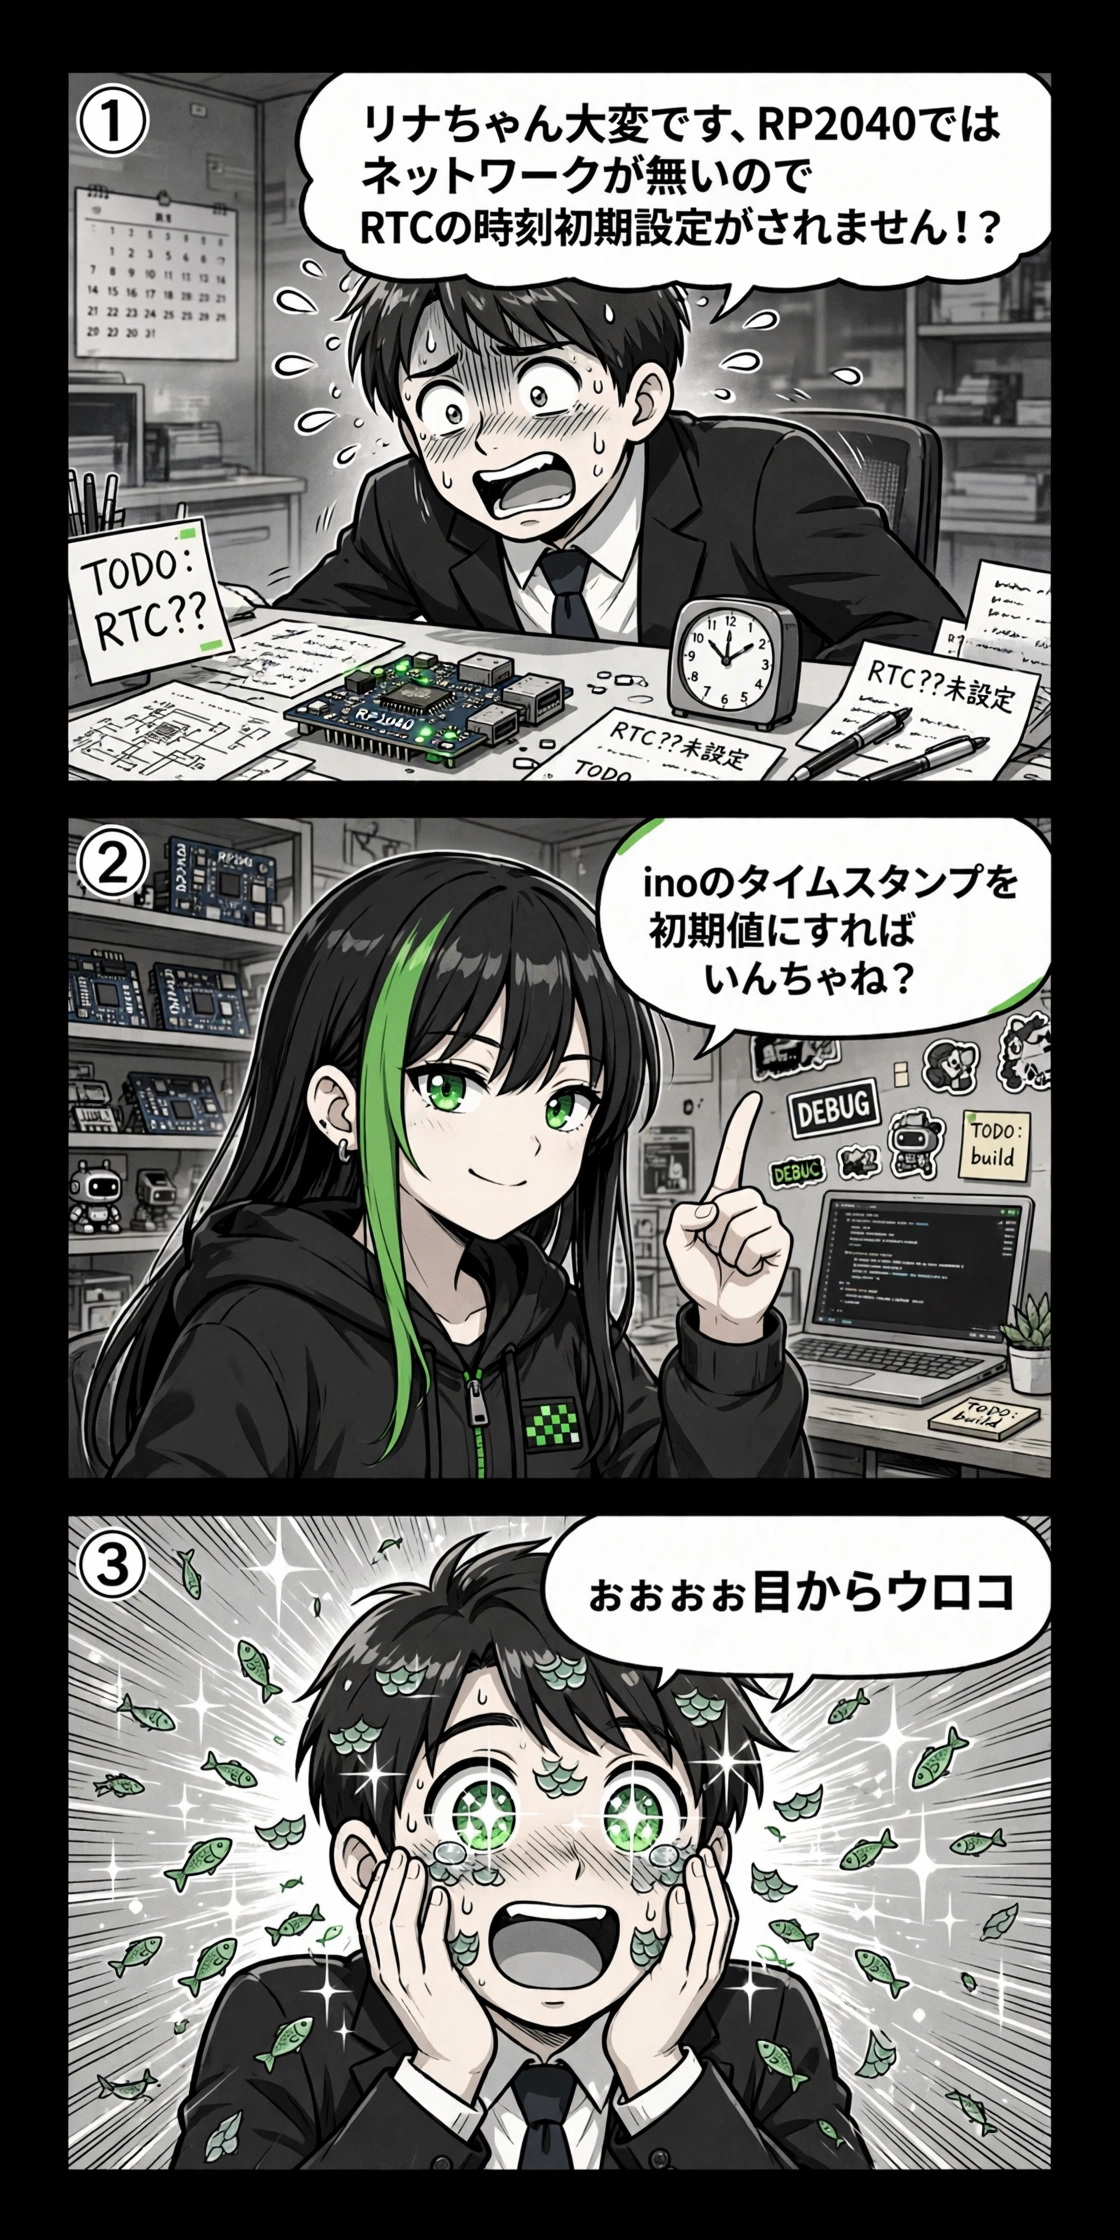 ①
リナちゃん大変です、RP2040では
ネットワークが無いので
RTCの時刻初期設定がされません!?
TODO:
RTC??
RP2040
RTC??未設定
TODO
RTC??未設定
②
inoのタイムスタンプを
初期値にすれば
いんちゃね?
DEBUG
DEBUG
TODO:
build
TODO:
build
③
ぉぉぉぉ目からウロコ